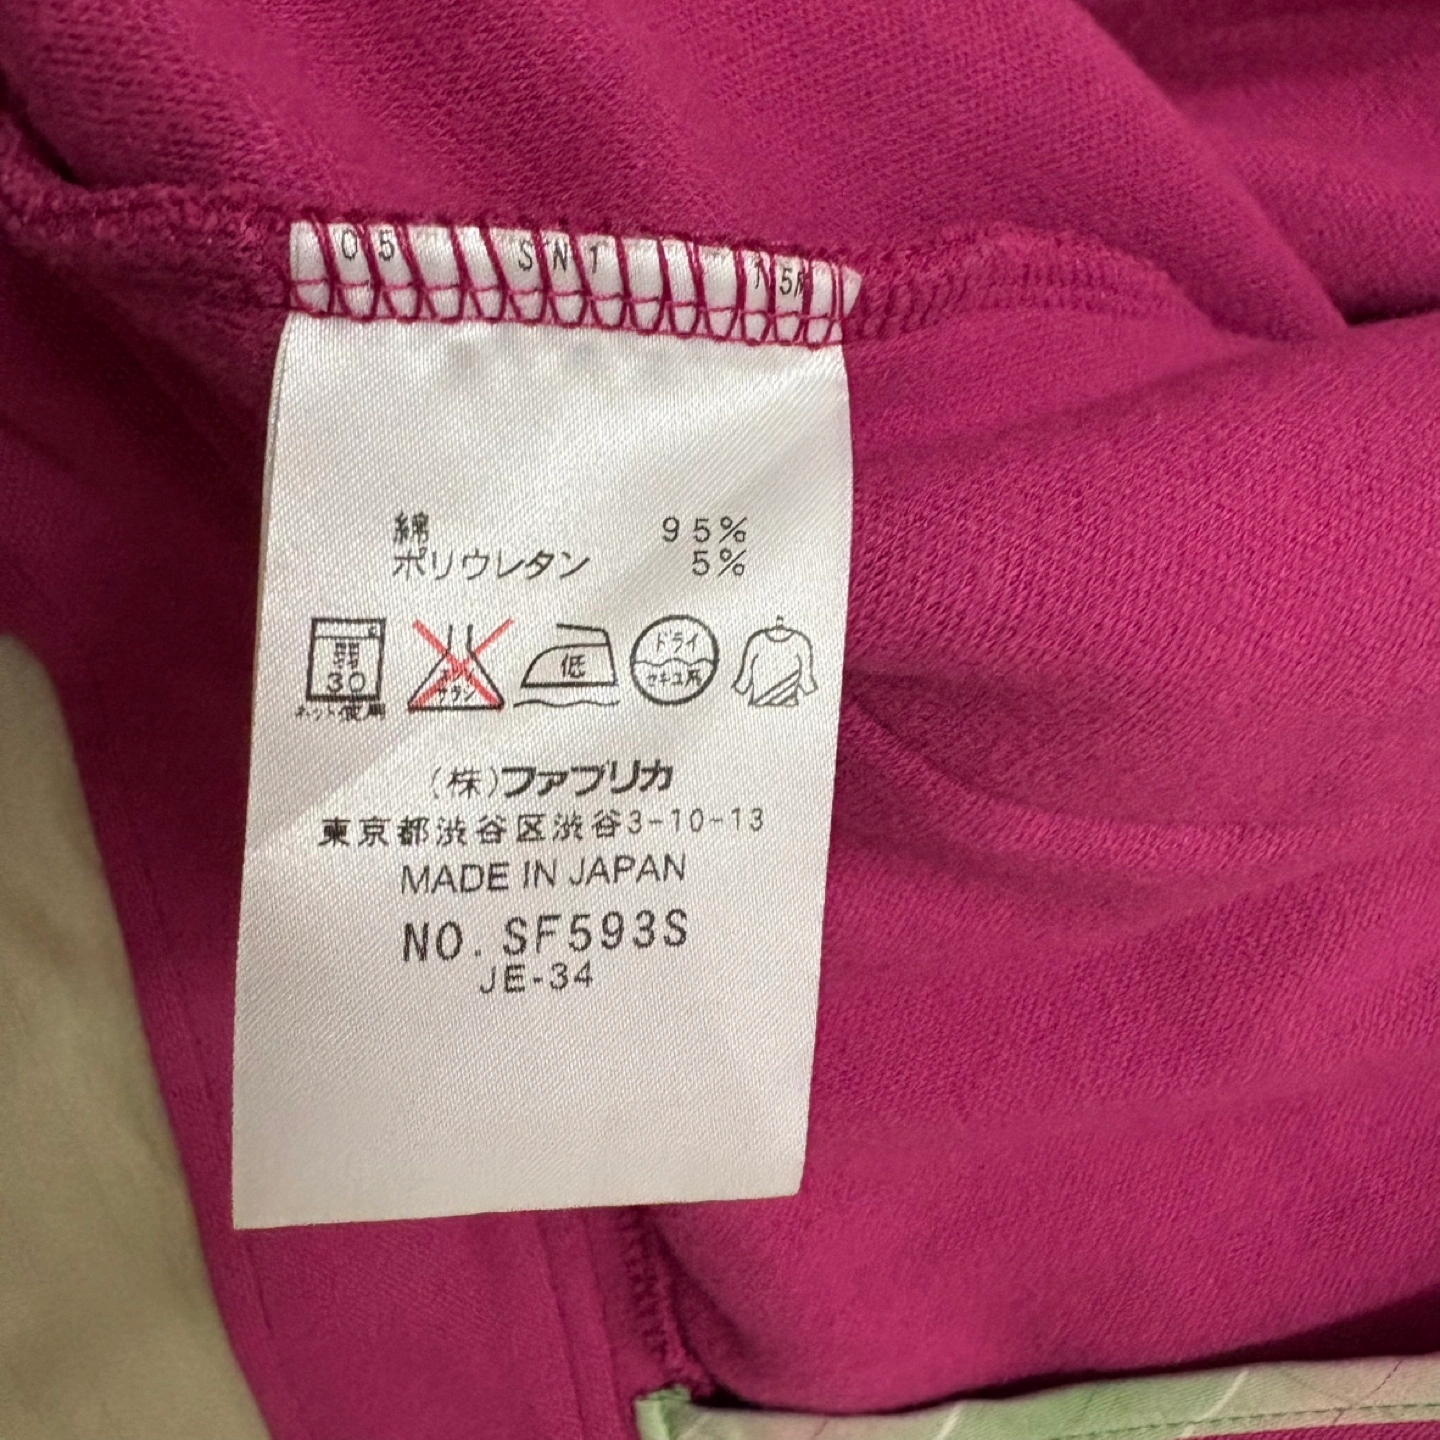 05 SN1 15M
綿 95%
ポリウレタン 5%
弱 30 低 ドライ セキユ系
ネット使用
(株)ファブリカ
東京都渋谷区渋谷3-10-13
MADE IN JAPAN
NO. SF593S
JE-34